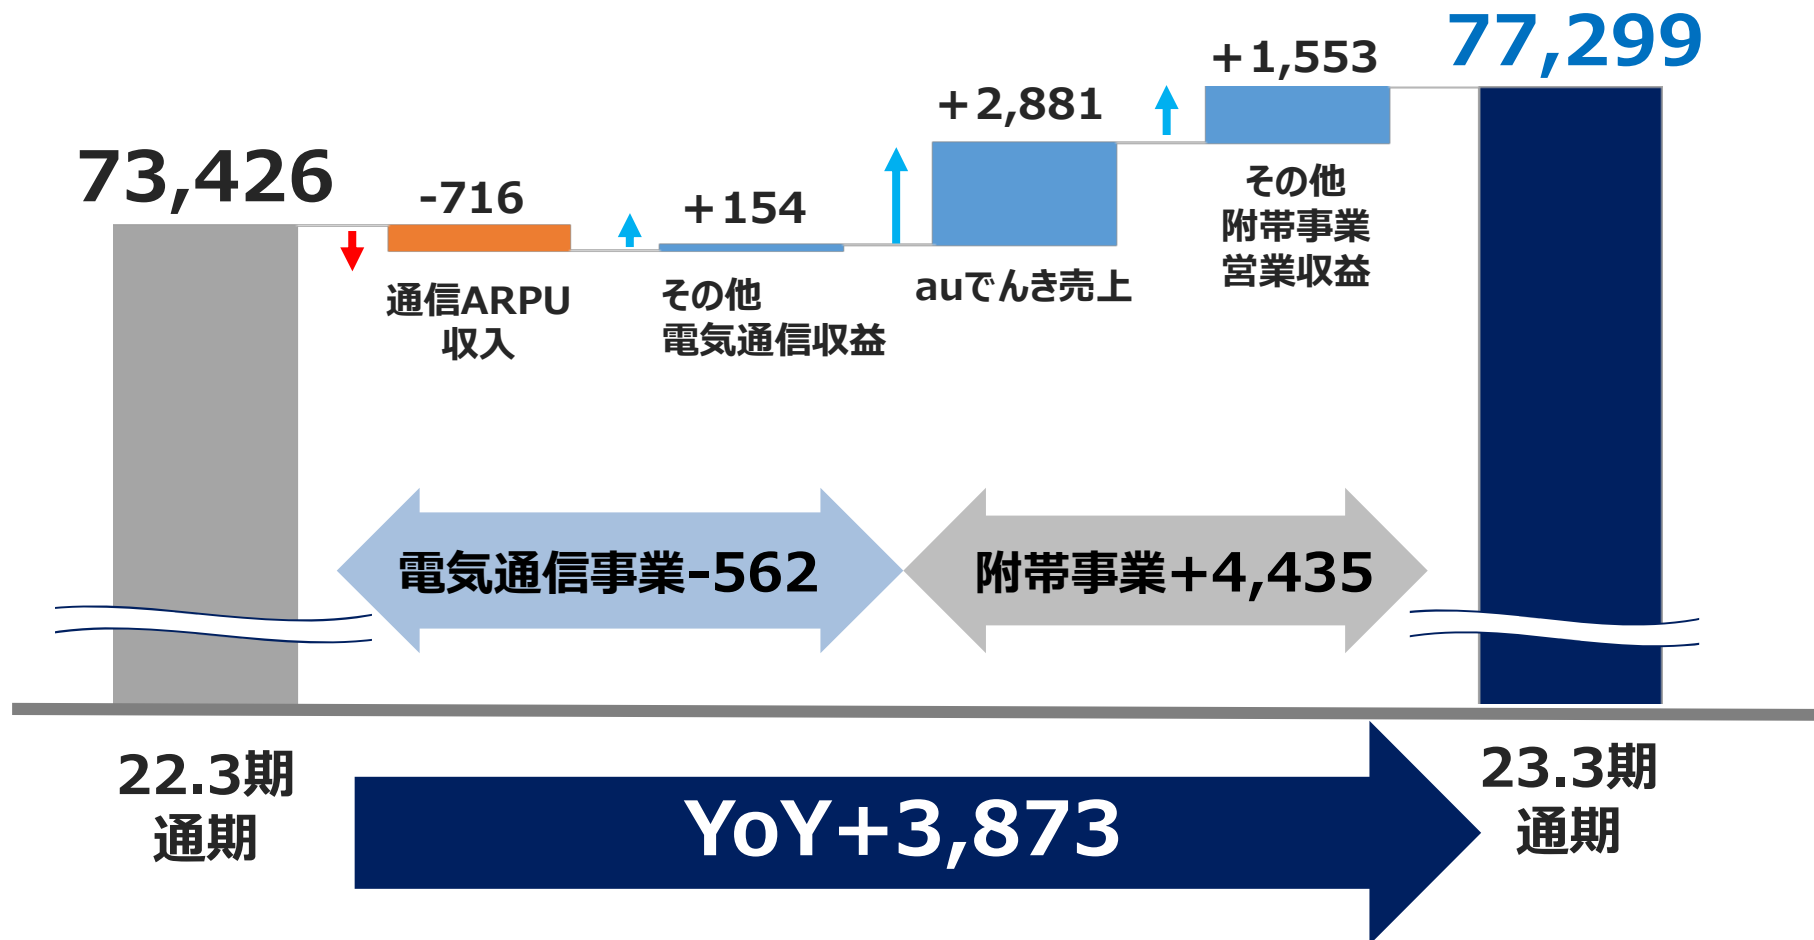 73,426
-716
通信ARPU
収入
+154
その他
電気通信収益
+2,881
auでんき売上
+1,553
その他
附帯事業
営業収益
77,299
電気通信事業-562
附帯事業+4,435
22.3期
通期
YoY+3,873
23.3期
通期